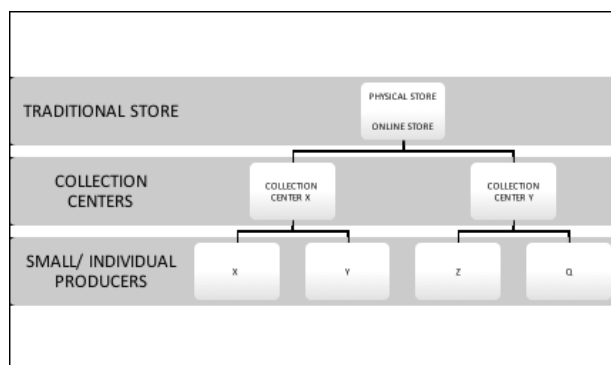 TRADITIONAL STORE
PHYSICAL STORE
ONLINE STORE
COLLECTION
CENTERS
COLLECTION
CENTER X
COLLECTION
CENTER Y
SMALL/ INDIVIDUAL
PRODUCERS
X
Y
Z
Q